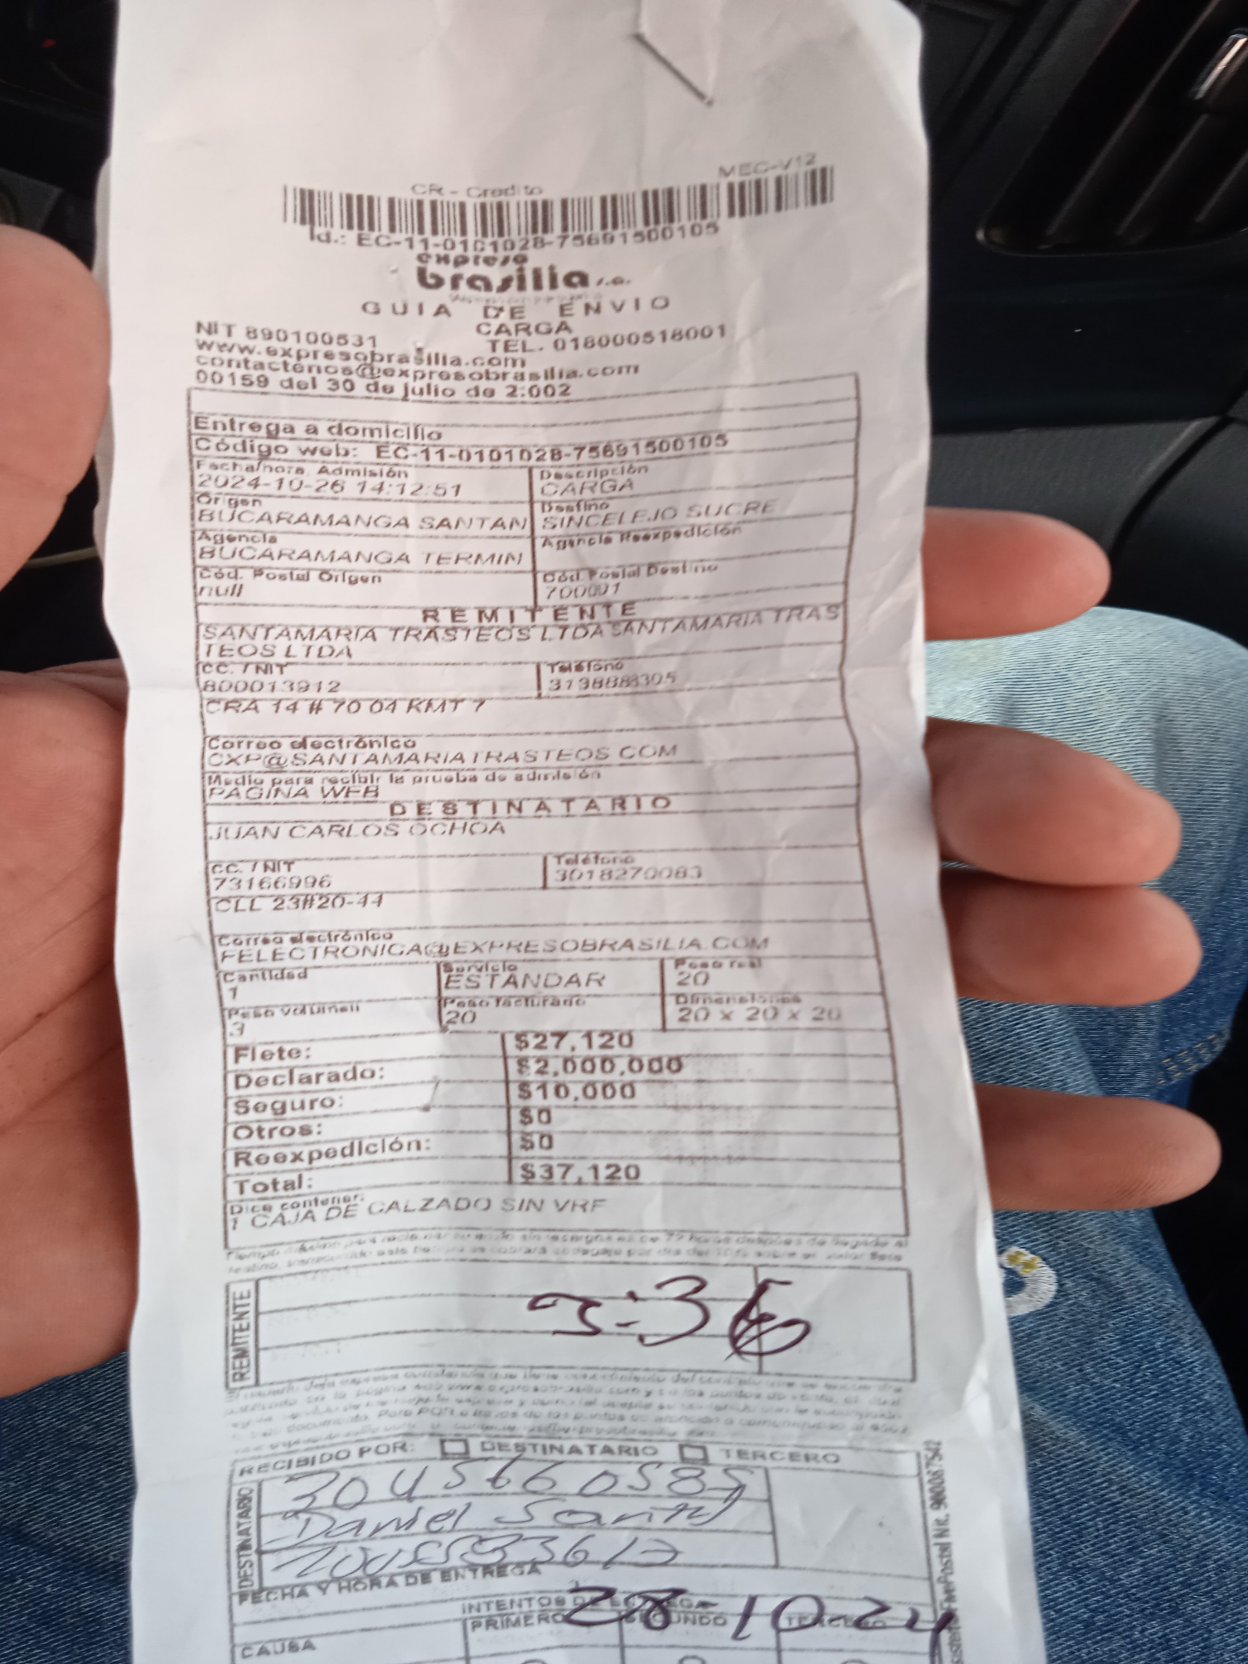 MEC-V12
CR - Credito
Id.: EC-11-0101028-75691500105
expreso
brasilia s.a.
GUIA DE ENVIO
CARGA
NIT 890100531 TEL. 018000518001
www.expresobrasilia.com
contactenos@expresobrasilia.com
00159 del 30 de julio de 2.002
Entrega a domicilio
Código web: EC-11-0101028-75691500105
Fecha/hora Admisión Descripción
2024-10-26 14:12:51 CARGA
Origen Destino
BUCARAMANGA SANTAN SINCELEJO SUCRE
Agencia Agencia Reexpedición
BUCARAMANGA TERMIN
Cód. Postal Origen Cód. Postal Destino
null 700001
REMITENTE
SANTAMARIA TRASTEOS LTDA SANTAMARIA TRAS
TEOS LTDA
CC. / NIT Teléfono
800013912 3138888305
CRA 14 # 70 04 KMT 7
Correo electrónico
CXP@SANTAMARIATRASTEOS COM
Medio para recibir la prueba de admisión
PAGINA WEB
DESTINATARIO
JUAN CARLOS OCHOA
CC. / NIT Teléfono
73166996 3018270083
CLL 23#20-44
Correo electrónico
FELECTRONICA@EXPRESOBRASILIA.COM
Cantidad Servicio Peso real
1 ESTANDAR 20
Peso volumen Peso facturado Dimensiones
3 20 20 x 20 x 20
Flete: $27,120
Declarado: $2,000,000
Seguro: $10,000
Otros: $0
Reexpedición: $0
Total: $37,120
Dice contener:
1 CAJA DE CALZADO SIN VRF
REMITENTE
3:36
RECIBIDO POR: DESTINATARIO TERCERO
DESTINATARIO
3045660585
Daniel
FECHA Y HORA DE ENTREGA
INTENTOS DE ENTREGA
PRIMERO SEGUNDO TERCERO
CAUSA